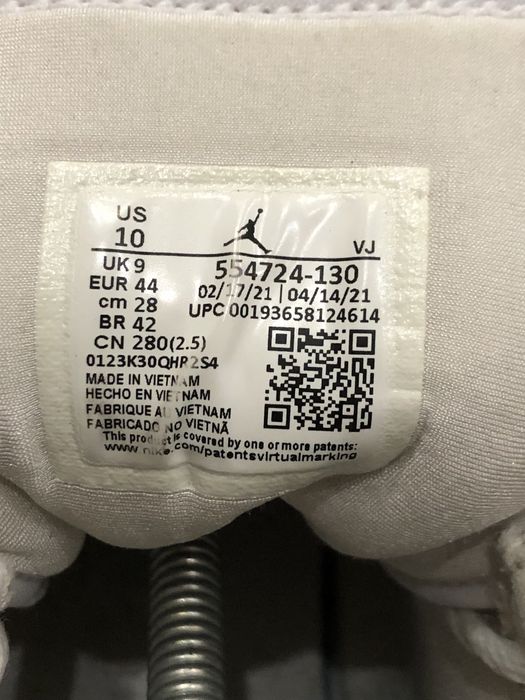 US
10
VJ
UK 9
554724-130
EUR 44
02/17/21 | 04/14/21
cm 28
UPC 00193658124614
BR 42
CN 280(2.5)
0123K30QHR2S4
MADE IN VIETNAM
HECHO EN VIETNAM
FABRIQUE AU VIETNAM
FABRICADO NO VIETNÃ
This product is covered by one or more patents:
www.nike.com/patentsvirtualmarking